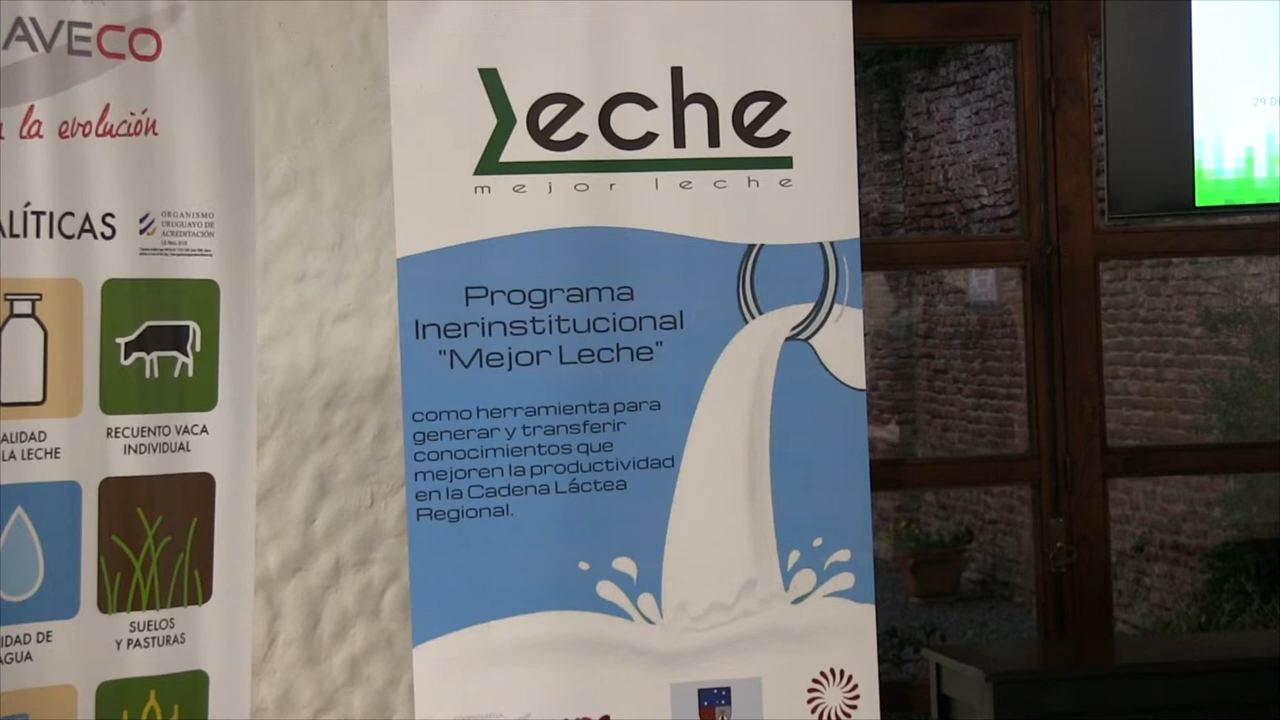 AVECO
la evolución
ALÍTICAS
ORGANISMO
URUGUAYO DE
ACREDITACIÓN
ALIDAD
LA LECHE
RECUENTO VACA
INDIVIDUAL
IDAD DE
AGUA
SUELOS
Y PASTURAS
Leche
mejor leche
Programa
Inerinstitucional
"Mejor Leche"
como herramienta para
generar y transferir
conocimientos que
mejoren la productividad
en la Cadena Láctea
Regional.
29 DE